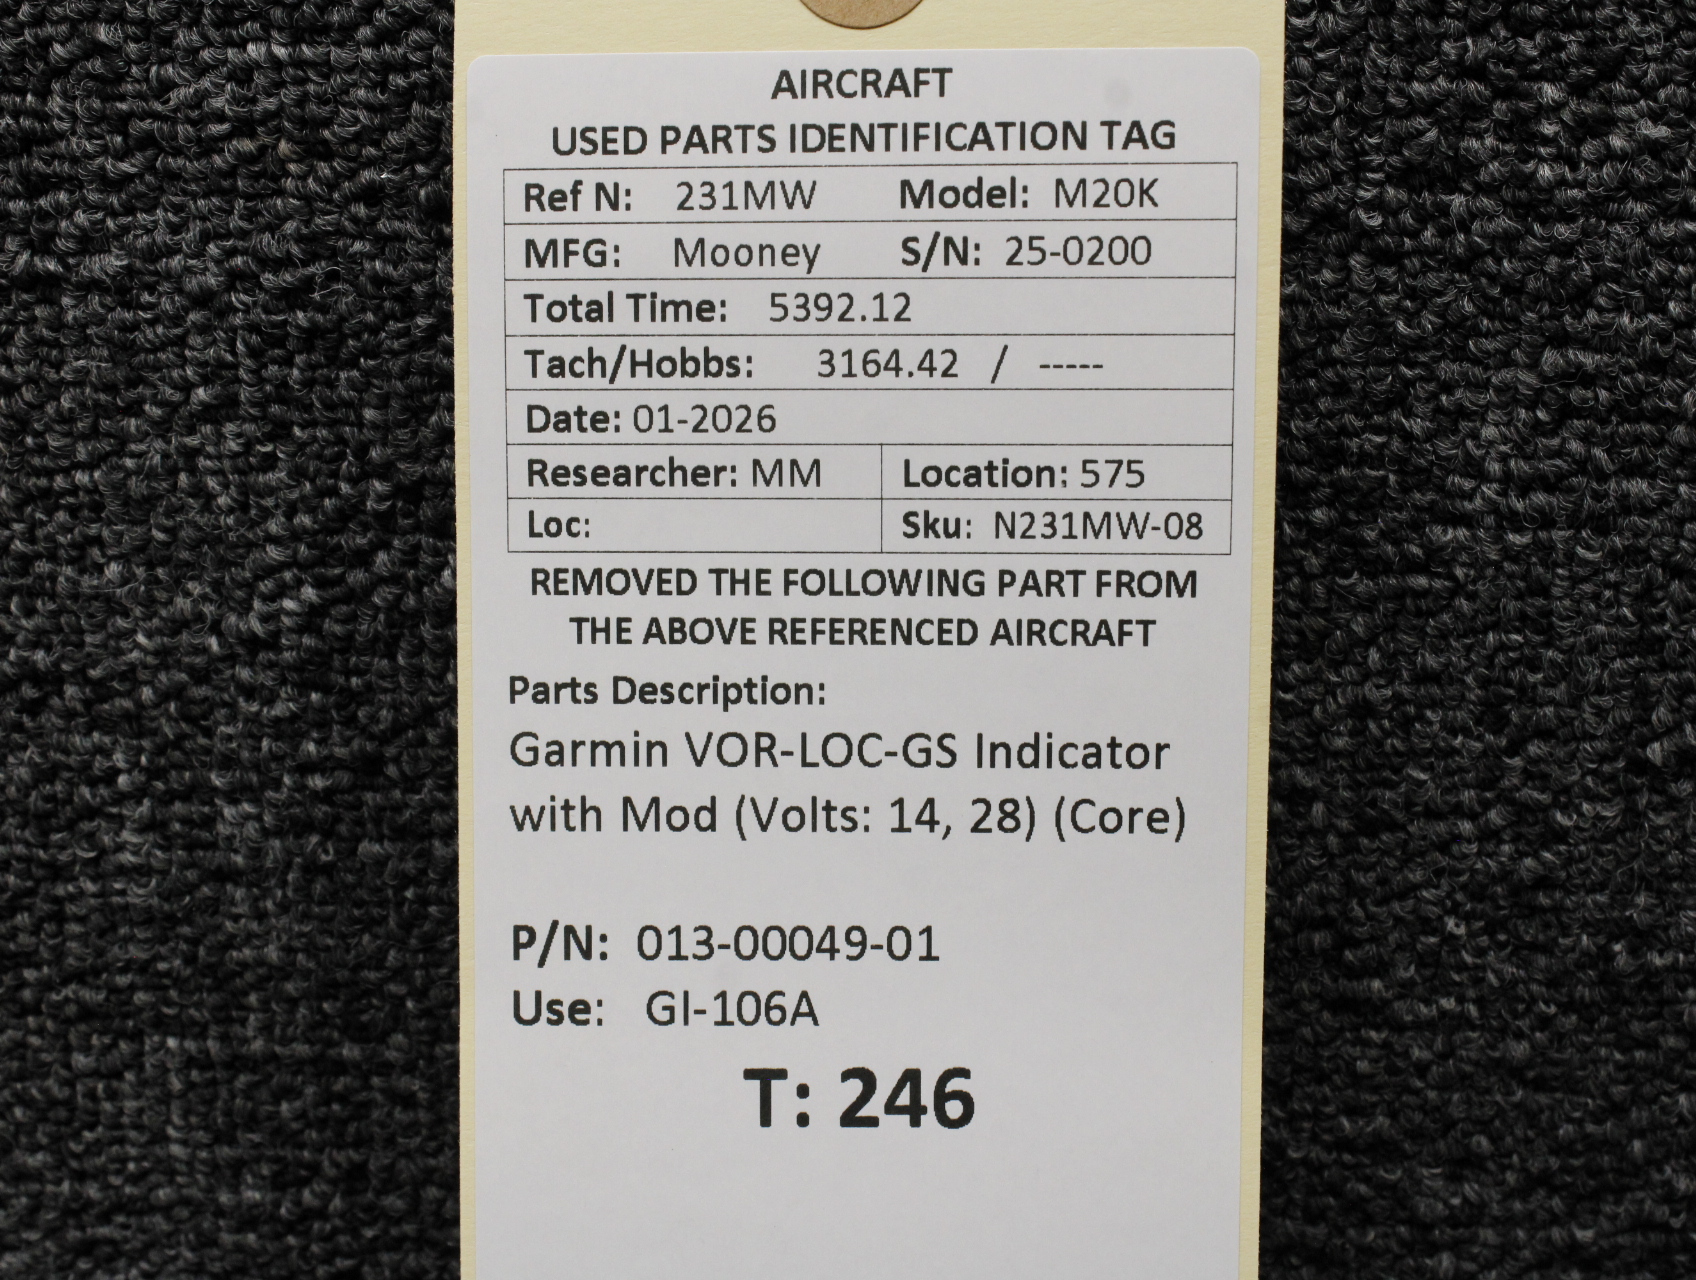 AIRCRAFT
USED PARTS IDENTIFICATION TAG
Ref N: 231MW Model: M20K
MFG: Mooney S/N: 25-0200
Total Time: 5392.12
Tach/Hobbs: 3164.42 / -----
Date: 01-2026
Researcher: MM Location: 575
Loc: Sku: N231MW-08
REMOVED THE FOLLOWING PART FROM
THE ABOVE REFERENCED AIRCRAFT
Parts Description:
Garmin VOR-LOC-GS Indicator
with Mod (Volts: 14, 28) (Core)
P/N: 013-00049-01
Use: GI-106A
T: 246